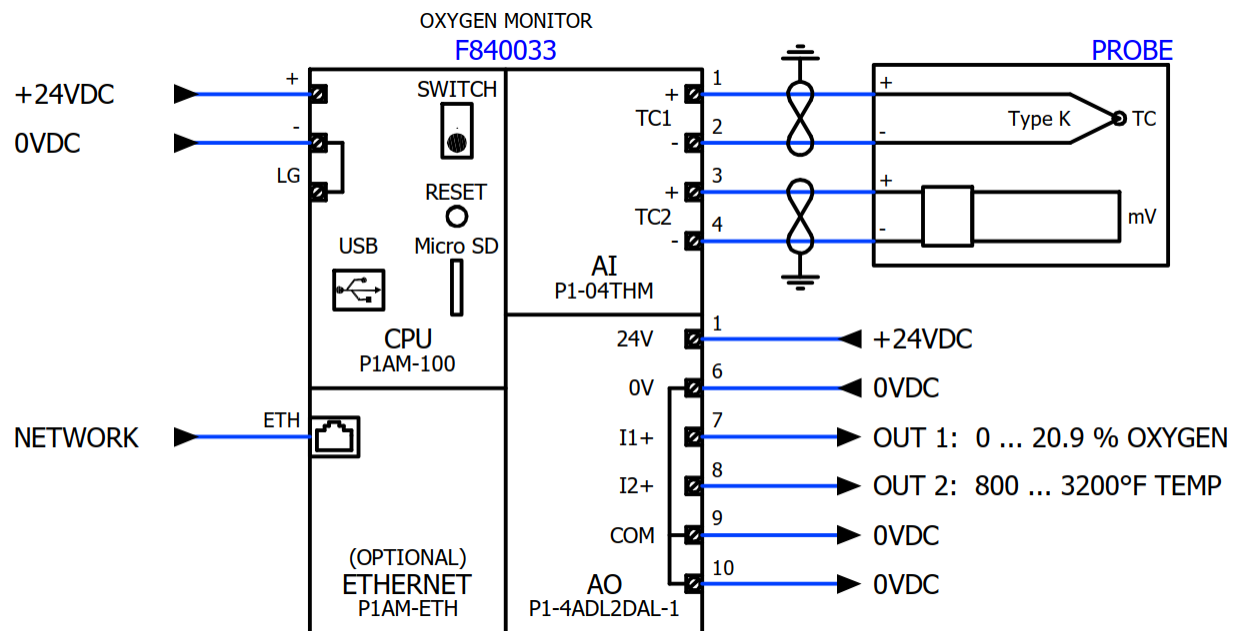 OXYGEN MONITOR
F840033
PROBE
+24VDC
+
0VDC
-
LG
SWITCH
RESET
USB
Micro SD
CPU
P1AM-100
1
+
TC1
2
-
3
+
TC2
4
-
AI
P1-04THM
+
Type K
TC
-
+
mV
-
24V
1
+24VDC
0V
6
0VDC
NETWORK
ETH
I1+
7
OUT 1: 0 ... 20.9 % OXYGEN
I2+
8
OUT 2: 800 ... 3200°F TEMP
COM
9
0VDC
10
0VDC
(OPTIONAL)
ETHERNET
P1AM-ETH
AO
P1-4ADL2DAL-1